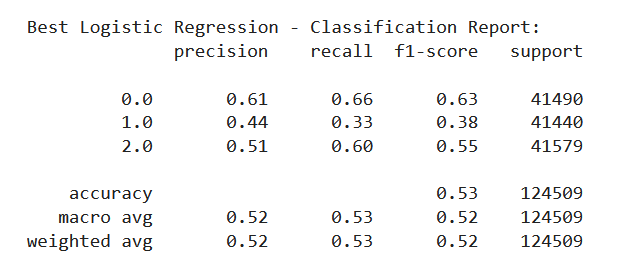 Best Logistic Regression - Classification Report:
precision recall f1-score support
0.0 0.61 0.66 0.63 41490
1.0 0.44 0.33 0.38 41440
2.0 0.51 0.60 0.55 41579
accuracy 0.53 124509
macro avg 0.52 0.53 0.52 124509
weighted avg 0.52 0.53 0.52 124509